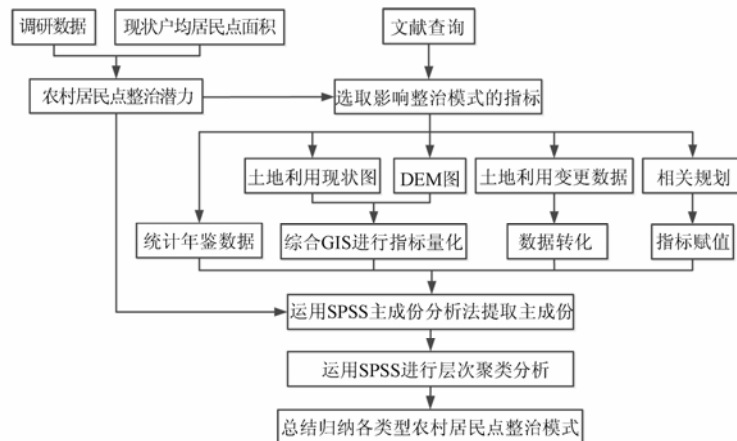 调研数据
现状户均居民点面积
文献查询
农村居民点整治潜力
选取影响整治模式的指标
土地利用现状图
DEM图
土地利用变更数据
相关规划
统计年鉴数据
综合GIS进行指标量化
数据转化
指标赋值
运用SPSS主成份分析法提取主成份
运用SPSS进行层次聚类分析
总结归纳各类型农村居民点整治模式